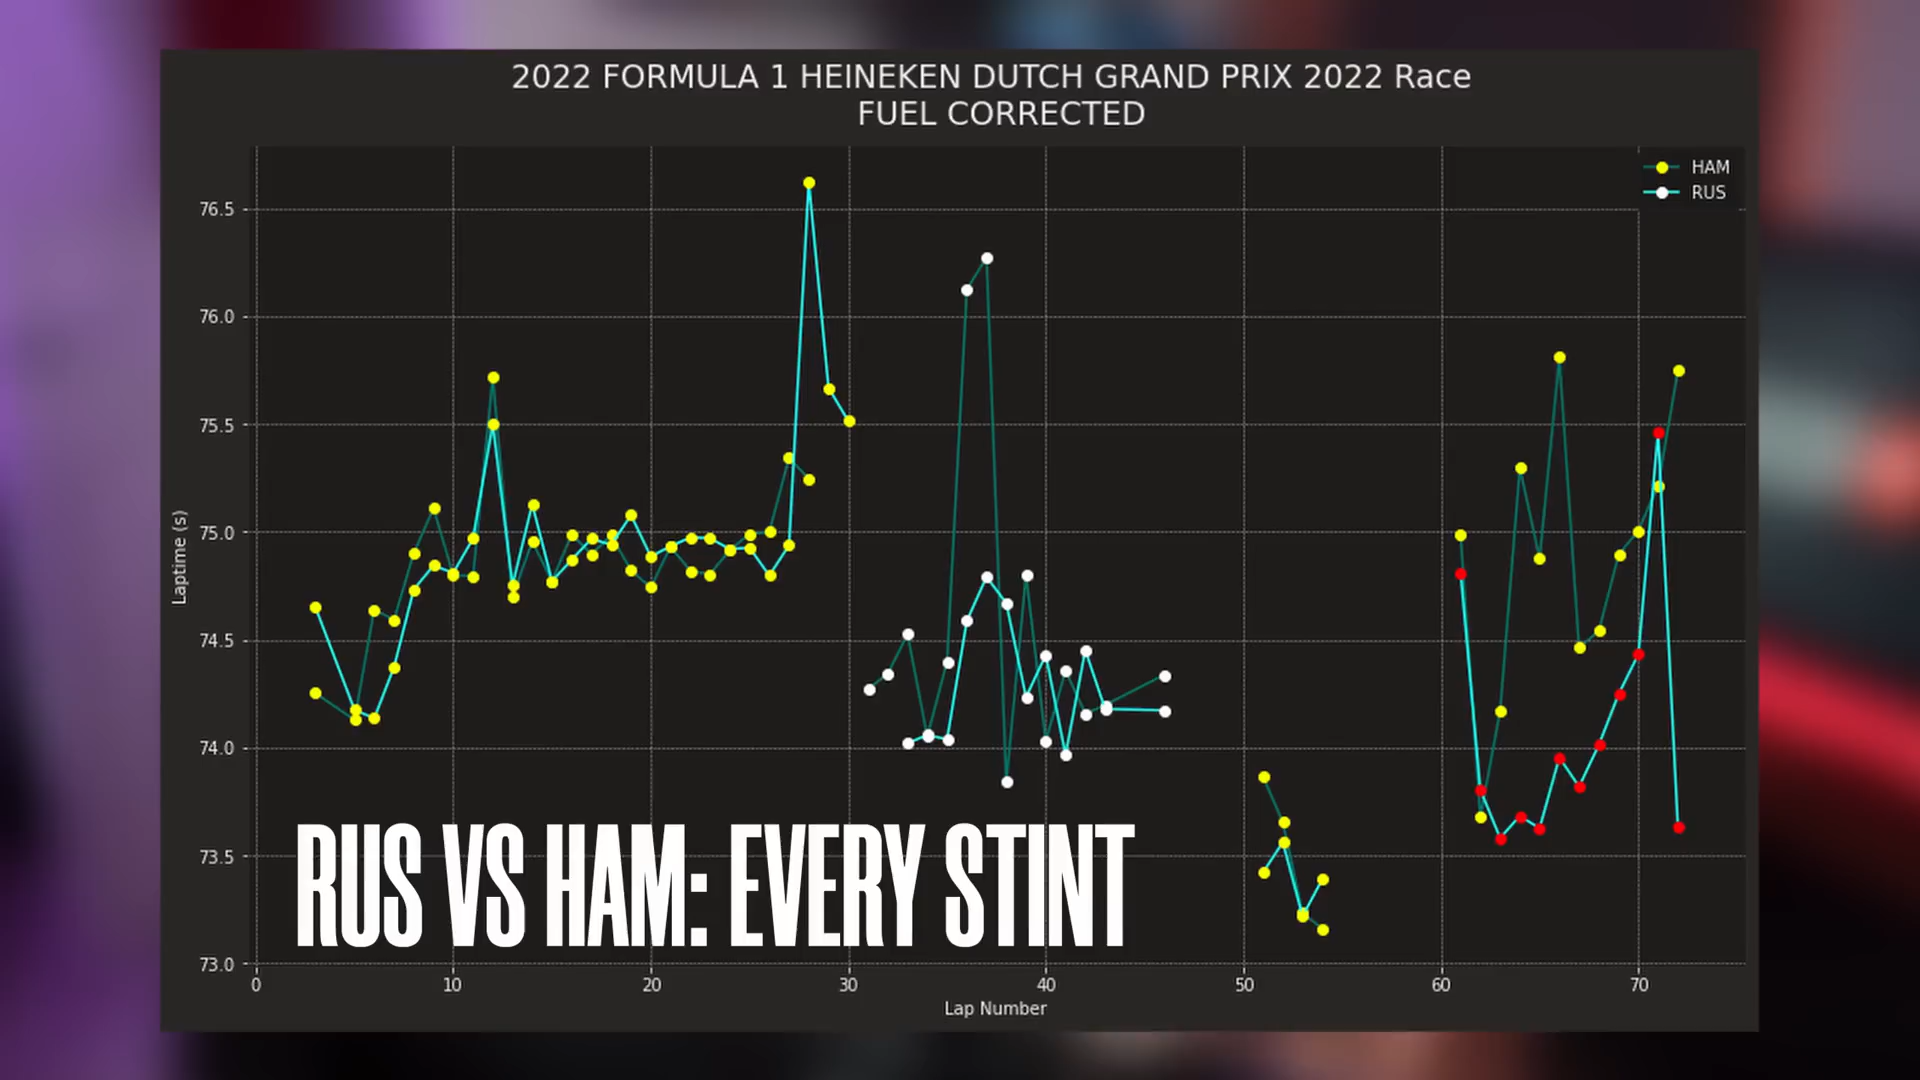 2022 FORMULA 1 HEINEKEN DUTCH GRAND PRIX 2022 Race
FUEL CORRECTED
HAM
RUS
76.5
76.0
75.5
75.0
74.5
74.0
73.5
73.0
Laptime (s)
RUS VS HAM: EVERY STINT
0 10 20 30 40 50 60 70
Lap Number